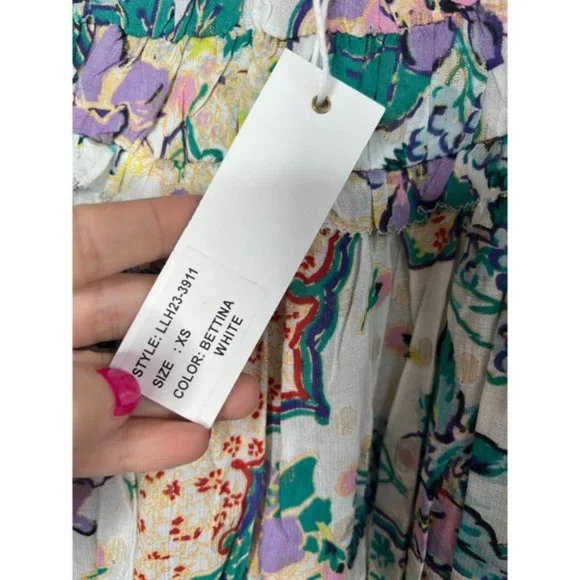 STYLE: LLH23-3911
SIZE : XS
COLOR: BETTINA
WHITE